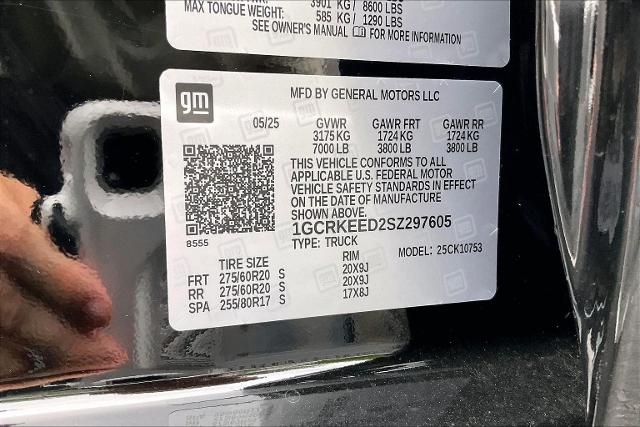 3901 KG/ 8600 LBS
MAX TONGUE WEIGHT: 585 KG / 1290 LBS
SEE OWNER'S MANUAL FOR MORE INFORMATION
gm
MFD BY GENERAL MOTORS LLC
05/25 GVWR GAWR FRT GAWR RR
3175 KG 1724 KG 1724 KG
7000 LB 3800 LB 3800 LB
THIS VEHICLE CONFORMS TO ALL
APPLICABLE U.S. FEDERAL MOTOR
VEHICLE SAFETY STANDARDS IN EFFECT
ON THE DATE OF MANUFACTURE
SHOWN ABOVE.
1GCRKEED2SZ297605
8555 TYPE: TRUCK MODEL: 25CK10753
TIRE SIZE RIM
FRT 275/60R20 S 20X9J
RR 275/60R20 S 20X9J
SPA 255/80R17 S 17X8J